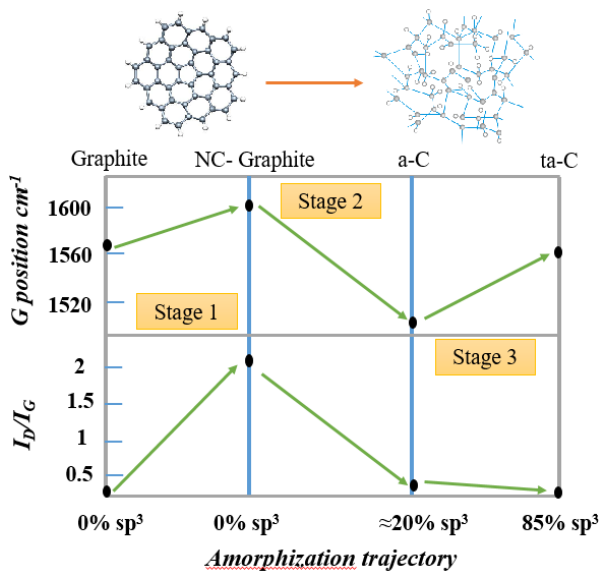 Graphite NC- Graphite a-C ta-C
G position cm⁻¹
1600
1560
1520
Stage 1
Stage 2
I_D/I_G
2
1.5
1
0.5
Stage 3
0% sp³ 0% sp³ ≈20% sp³ 85% sp³
Amorphization trajectory